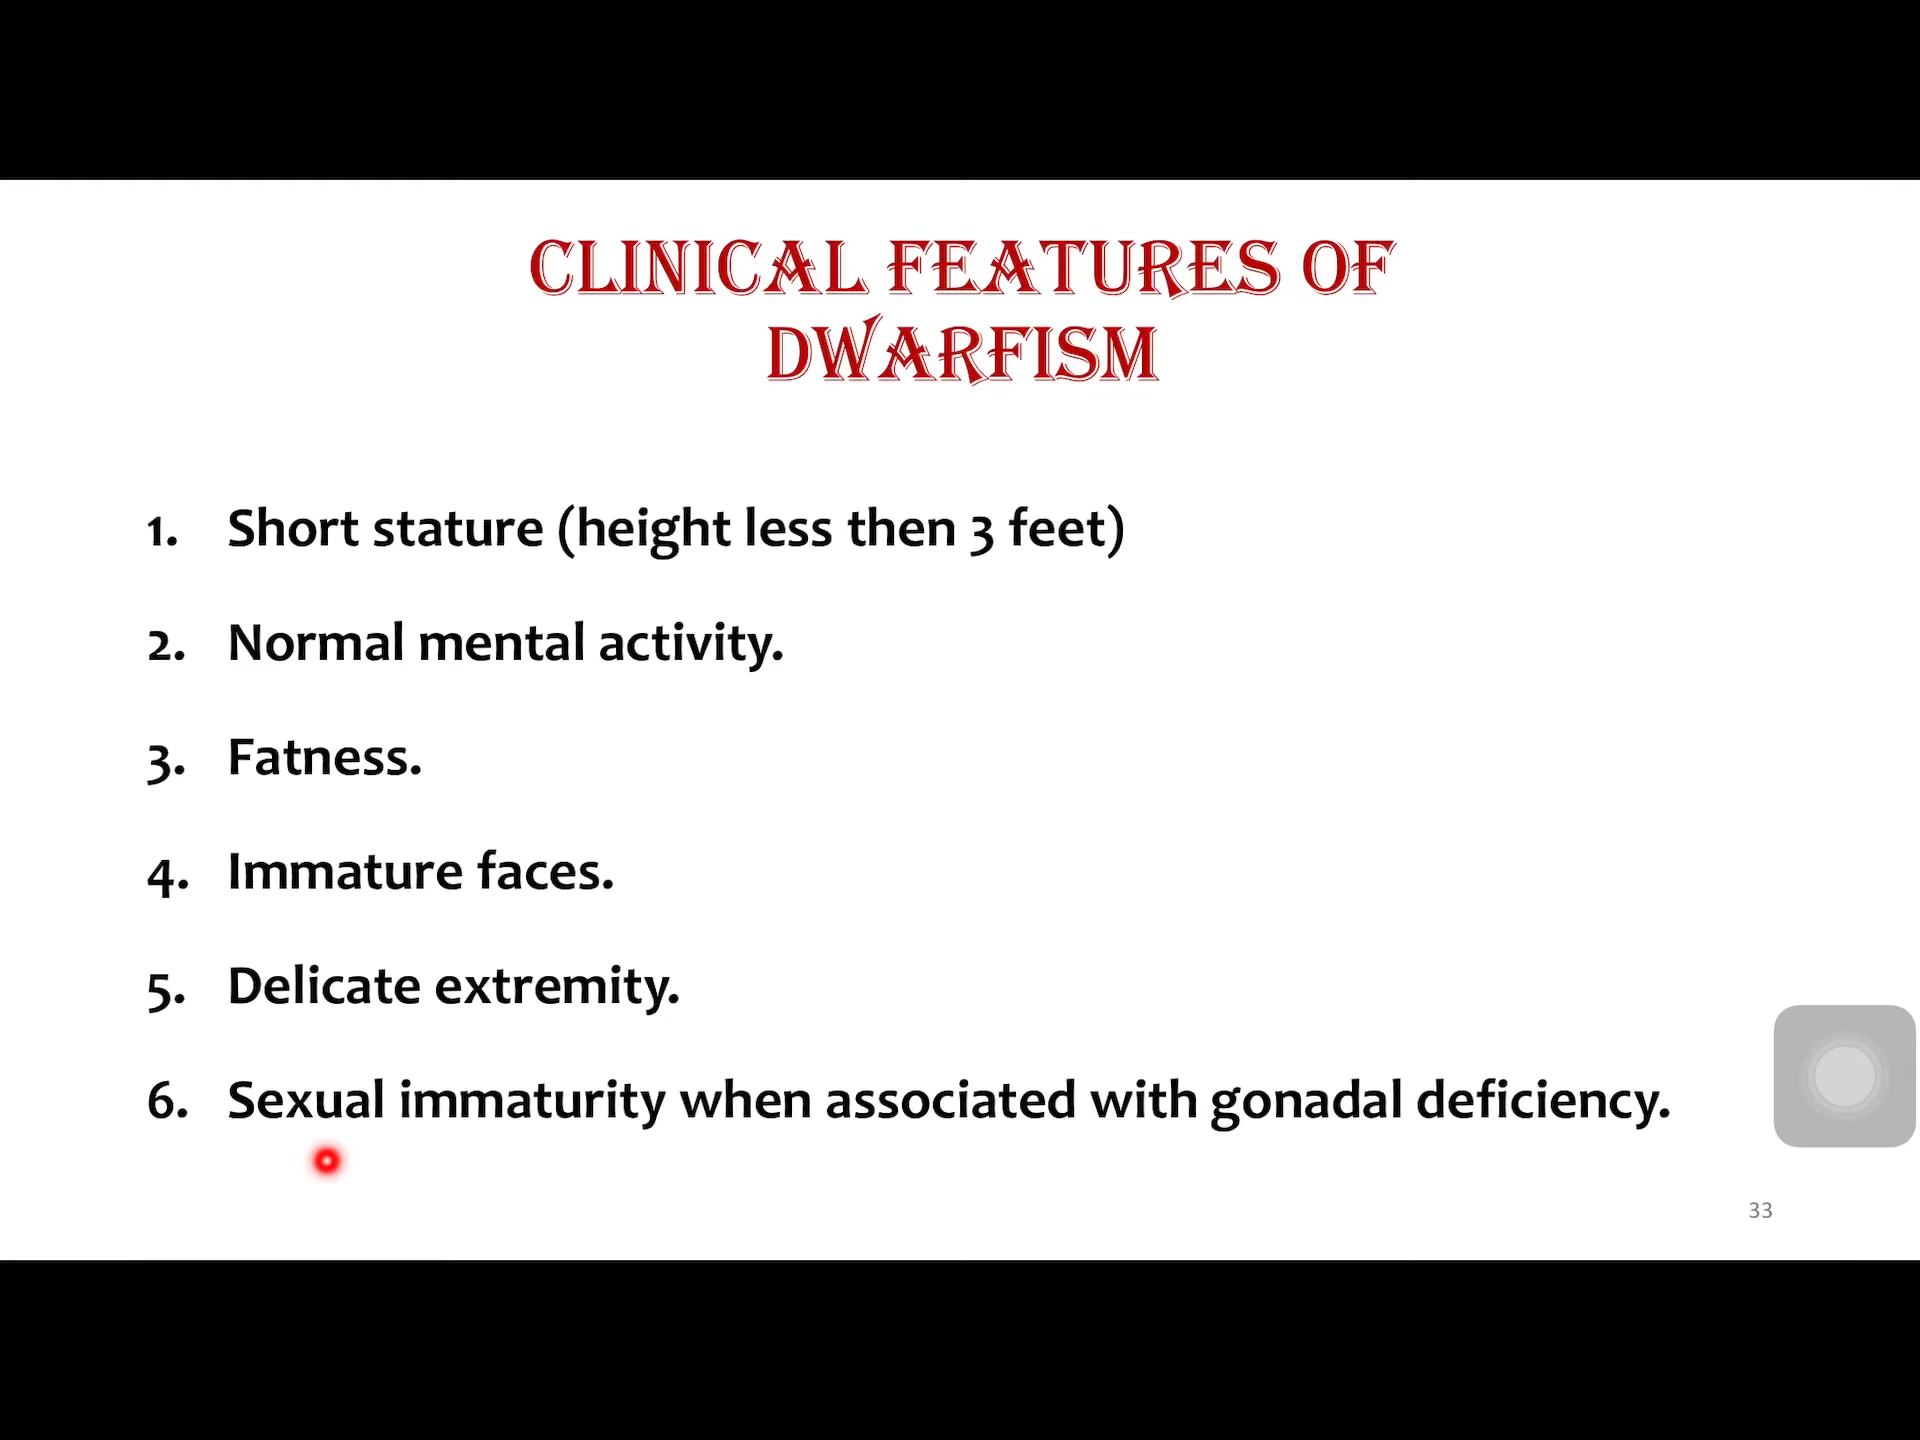 CLINICAL FEATURES OF
DWARFISM
1. Short stature (height less then 3 feet)
2. Normal mental activity.
3. Fatness.
4. Immature faces.
5. Delicate extremity.
6. Sexual immaturity when associated with gonadal deficiency.
33